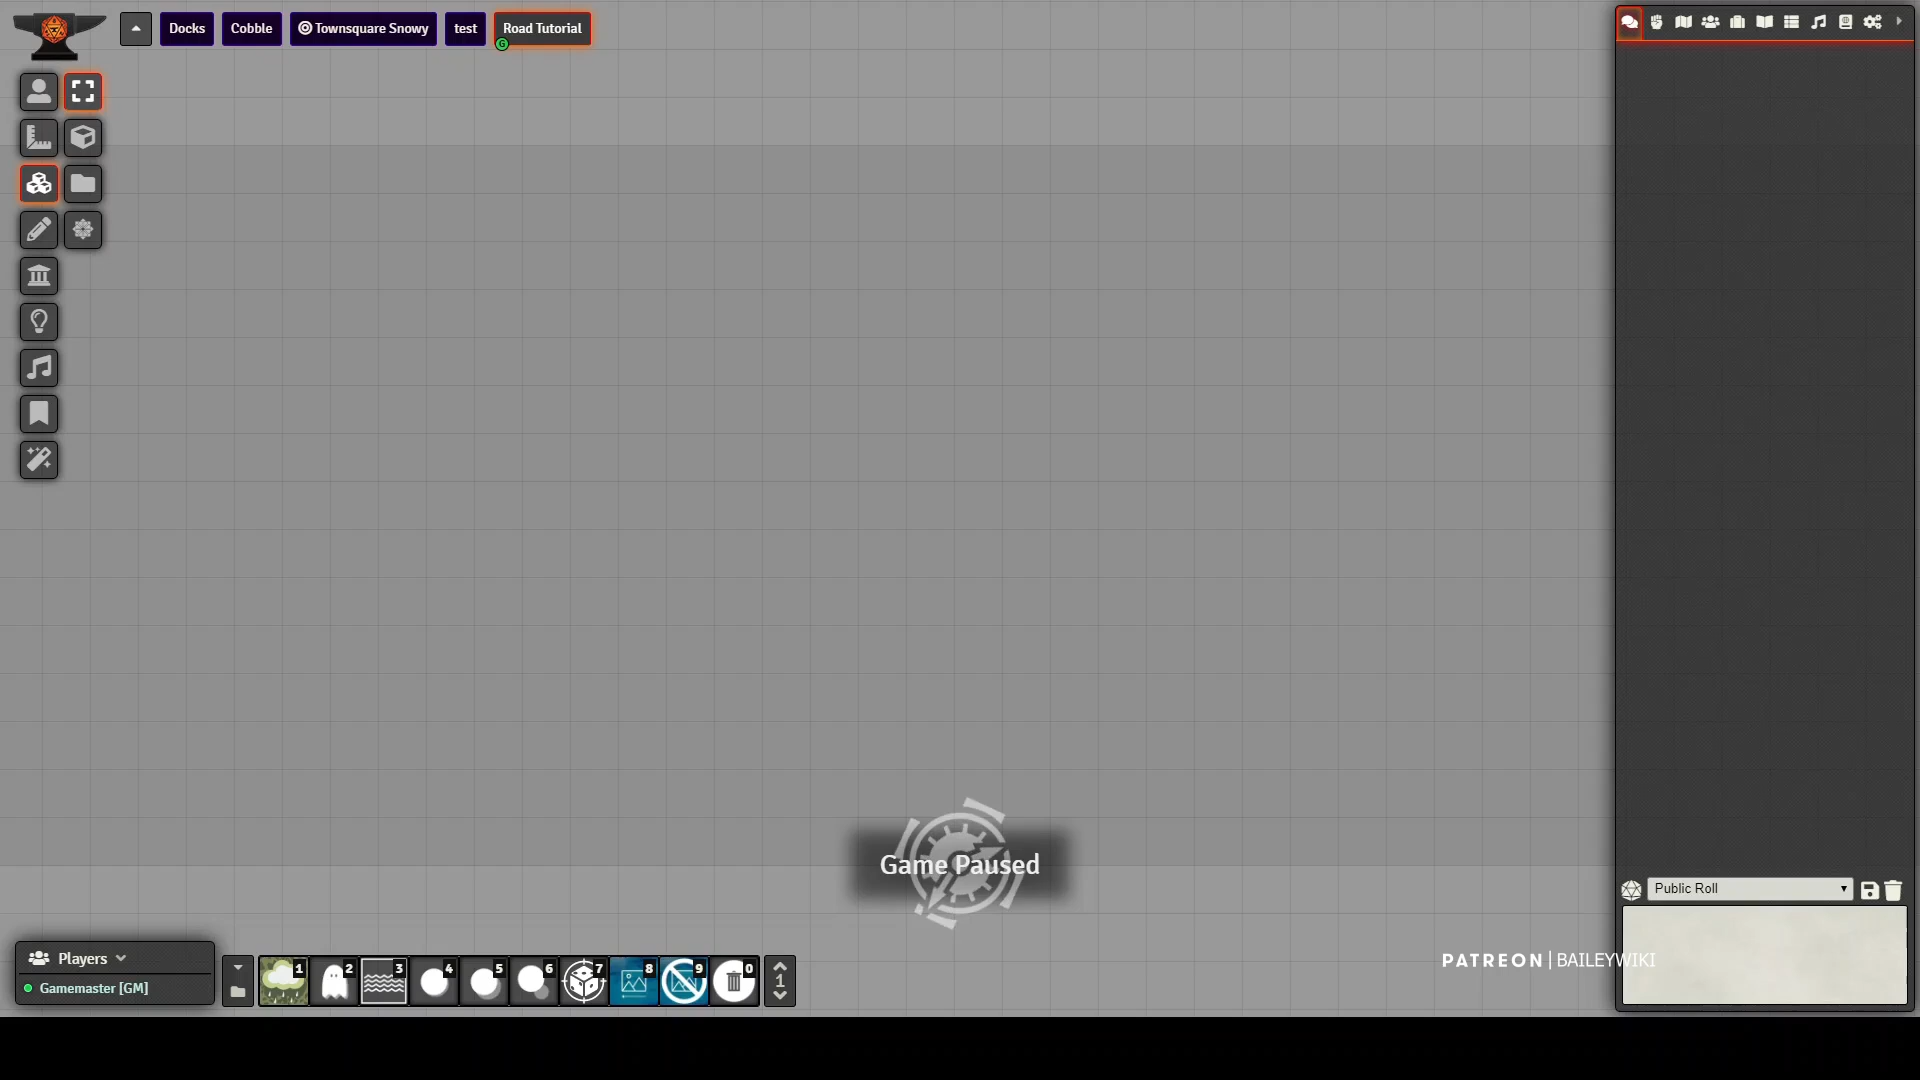 Docks
Cobble
Townsquare Snowy
test
Road Tutorial
G
Game Paused
Public Roll
PATREON | BAILEYWIKI
Players
Gamemaster [GM]
1
2
3
4
5
6
7
8
9
0
1